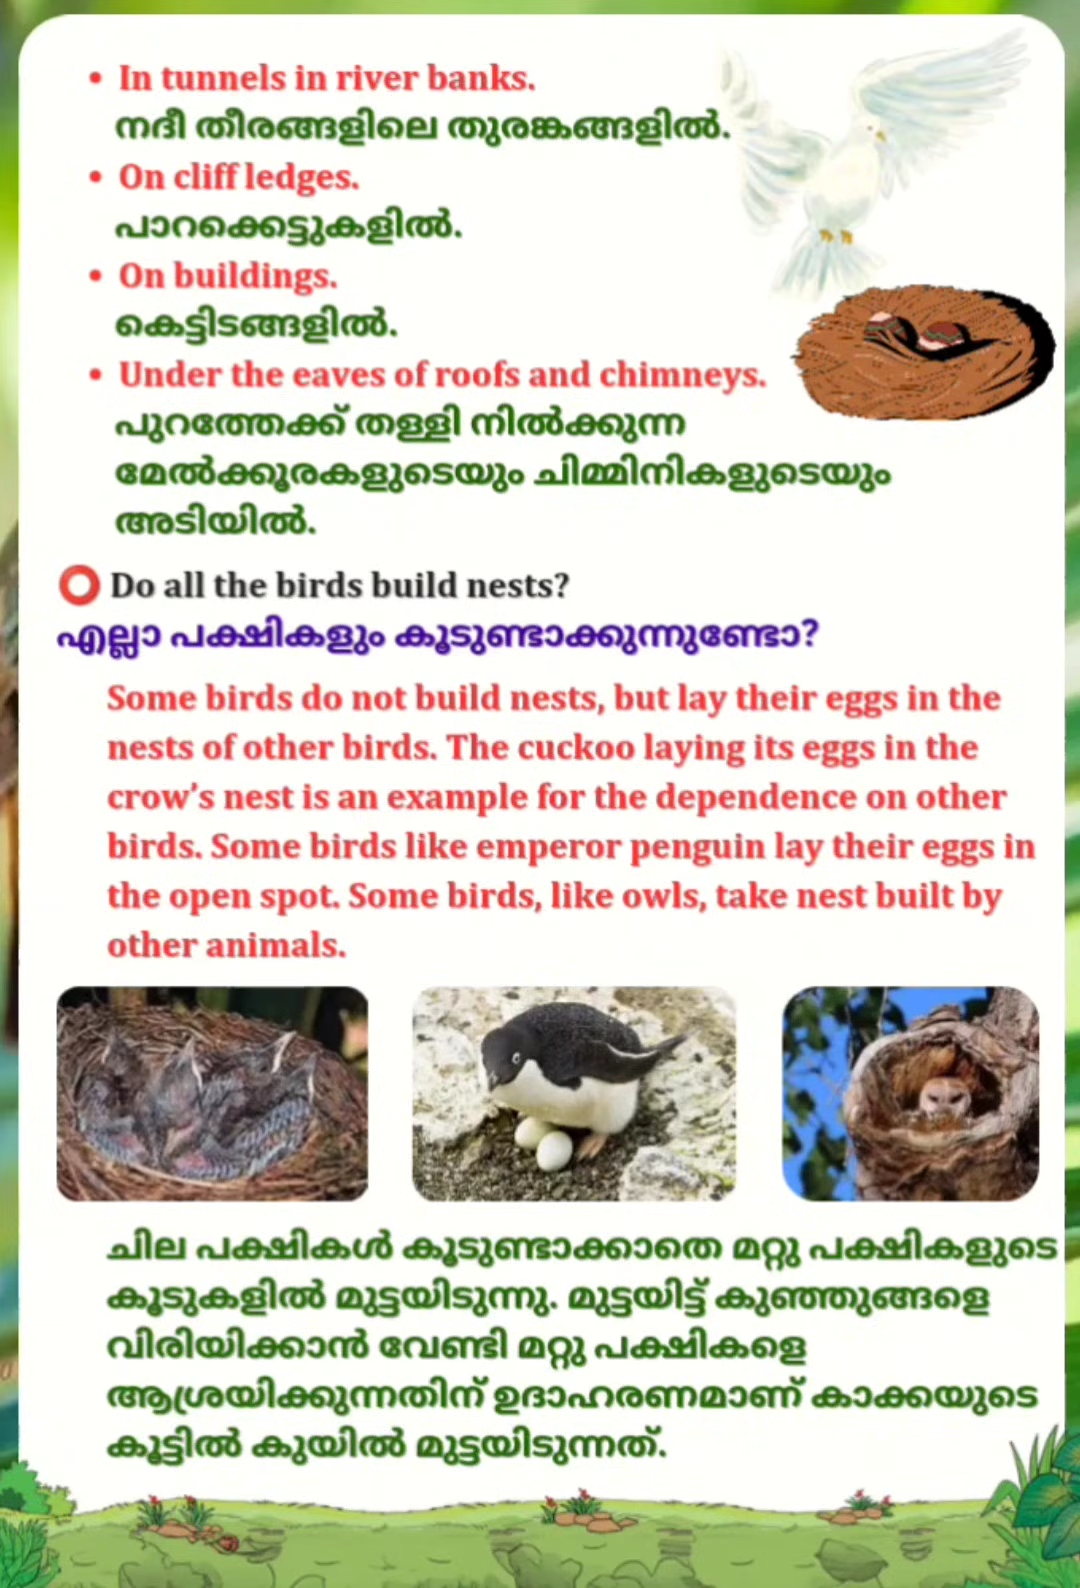 • In tunnels in river banks.
നദീ തീരങ്ങളിലെ തുരങ്കങ്ങളിൽ.
• On cliff ledges.
പാറക്കെട്ടുകളിൽ.
• On buildings.
കെട്ടിടങ്ങളിൽ.
• Under the eaves of roofs and chimneys.
പുറത്തേക്ക് തള്ളി നിൽക്കുന്ന
മേൽക്കൂരകളുടെയും ചിമ്മിനികളുടെയും
അടിയിൽ.
Do all the birds build nests?
എല്ലാ പക്ഷികളും കൂടുണ്ടാക്കുന്നുണ്ടോ?
Some birds do not build nests, but lay their eggs in the
nests of other birds. The cuckoo laying its eggs in the
crow's nest is an example for the dependence on other
birds. Some birds like emperor penguin lay their eggs in
the open spot. Some birds, like owls, take nest built by
other animals.
ചില പക്ഷികൾ കൂടുണ്ടാക്കാതെ മറ്റു പക്ഷികളുടെ
കൂടുകളിൽ മുട്ടയിടുന്നു. മുട്ടയിട്ട് കുഞ്ഞുങ്ങളെ
വിരിയിക്കാൻ വേണ്ടി മറ്റു പക്ഷികളെ
ആശ്രയിക്കുന്നതിന് ഉദാഹരണമാണ് കാക്കയുടെ
കൂട്ടിൽ കുയിൽ മുട്ടയിടുന്നത്.